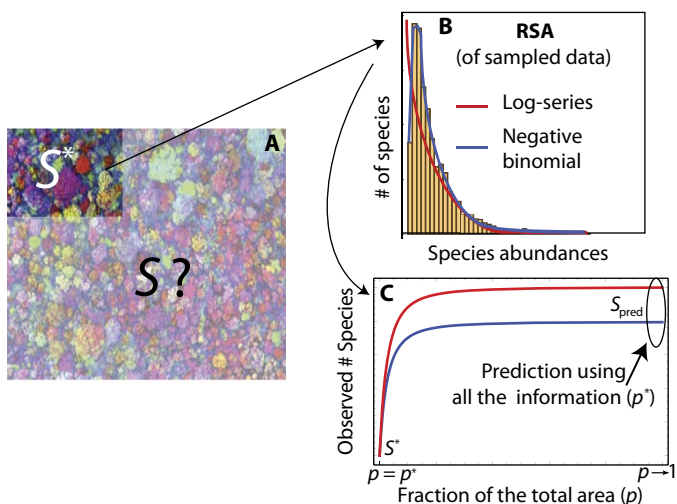 A
S*
S ?
B
RSA
(of sampled data)
Log-series
Negative
binomial
# of species
Species abundances
C
S_pred
Prediction using
all the information (p*)
Observed # Species
S*
p = p*
p→1
Fraction of the total area (p)